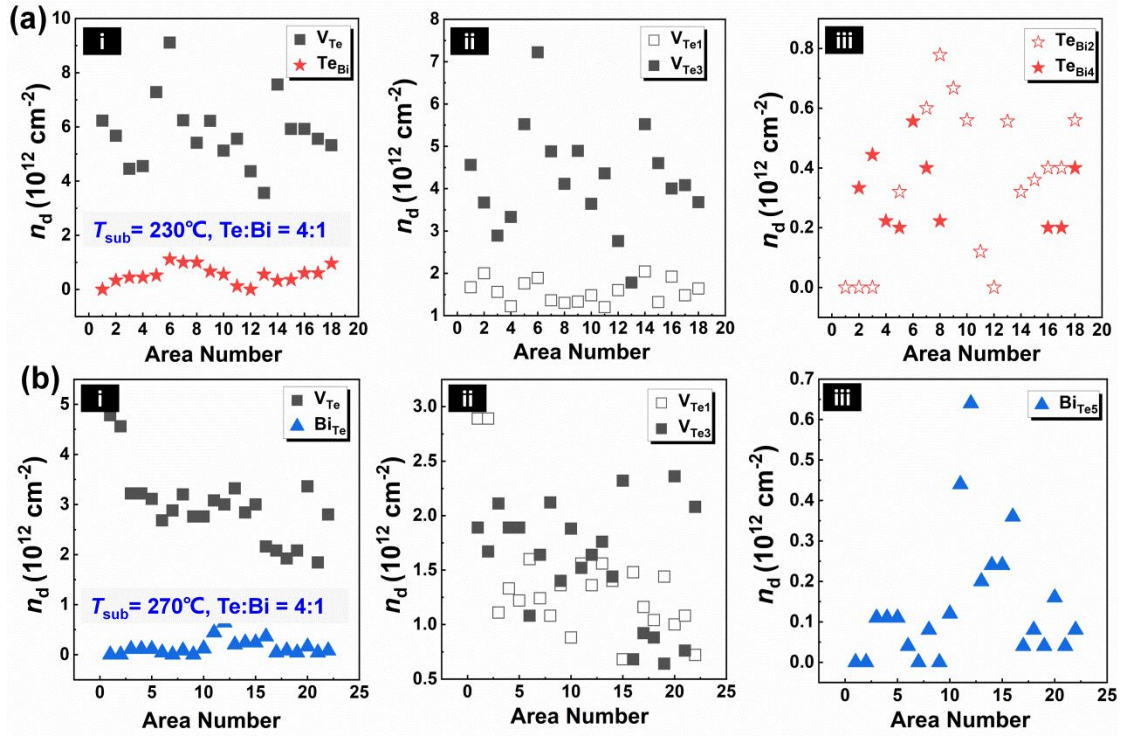 (a)
i
V_Te
Te_Bi
T_sub= 230℃, Te:Bi = 4:1
n_d (10^12 cm^-2)
10
8
6
4
2
0
0 2 4 6 8 10 12 14 16 18 20
Area Number
ii
V_Te1
V_Te3
n_d (10^12 cm^-2)
8
7
6
5
4
3
2
1
0 2 4 6 8 10 12 14 16 18 20
Area Number
iii
Te_Bi2
Te_Bi4
n_d (10^12 cm^-2)
0.8
0.6
0.4
0.2
0.0
0 2 4 6 8 10 12 14 16 18 20
Area Number
(b)
i
V_Te
Bi_Te
T_sub= 270℃, Te:Bi = 4:1
n_d (10^12 cm^-2)
5
4
3
2
1
0
0 5 10 15 20 25
Area Number
ii
V_Te1
V_Te3
n_d (10^12 cm^-2)
3.0
2.5
2.0
1.5
1.0
0.5
0 5 10 15 20 25
Area Number
iii
Bi_Te5
n_d (10^12 cm^-2)
0.7
0.6
0.5
0.4
0.3
0.2
0.1
0.0
0 5 10 15 20 25
Area Number